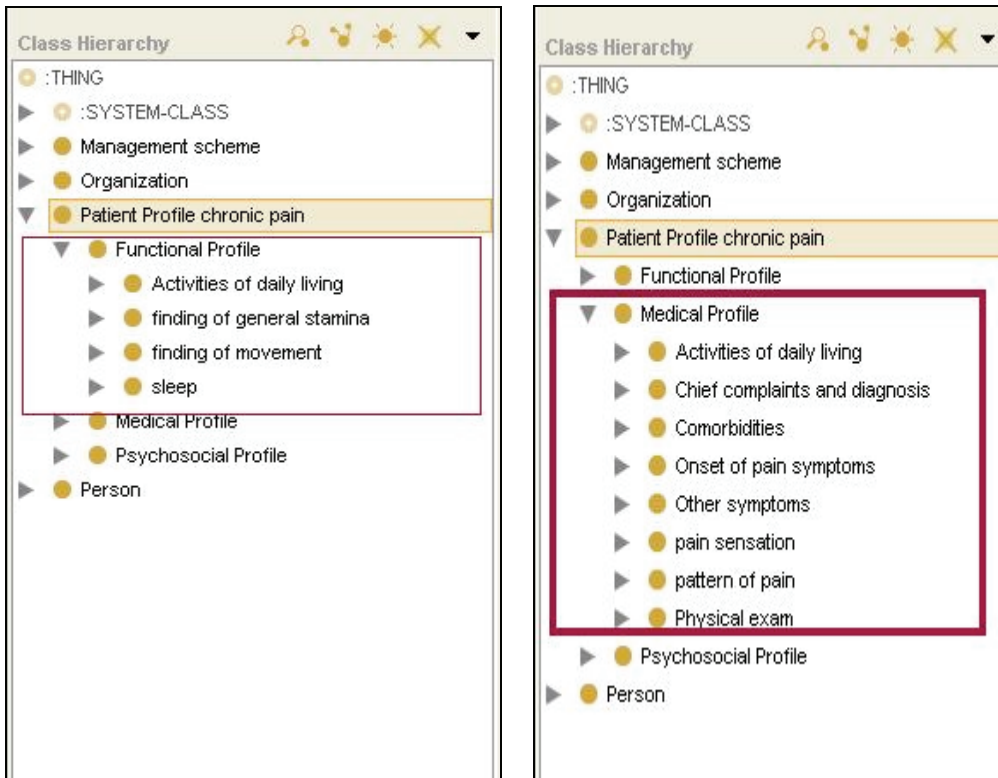 Class Hierarchy
:THING
:SYSTEM-CLASS
Management scheme
Organization
Patient Profile chronic pain
Functional Profile
Activities of daily living
finding of general stamina
finding of movement
sleep
Medical Profile
Psychosocial Profile
Person
Class Hierarchy
:THING
:SYSTEM-CLASS
Management scheme
Organization
Patient Profile chronic pain
Functional Profile
Medical Profile
Activities of daily living
Chief complaints and diagnosis
Comorbidities
Onset of pain symptoms
Other symptoms
pain sensation
pattern of pain
Physical exam
Psychosocial Profile
Person